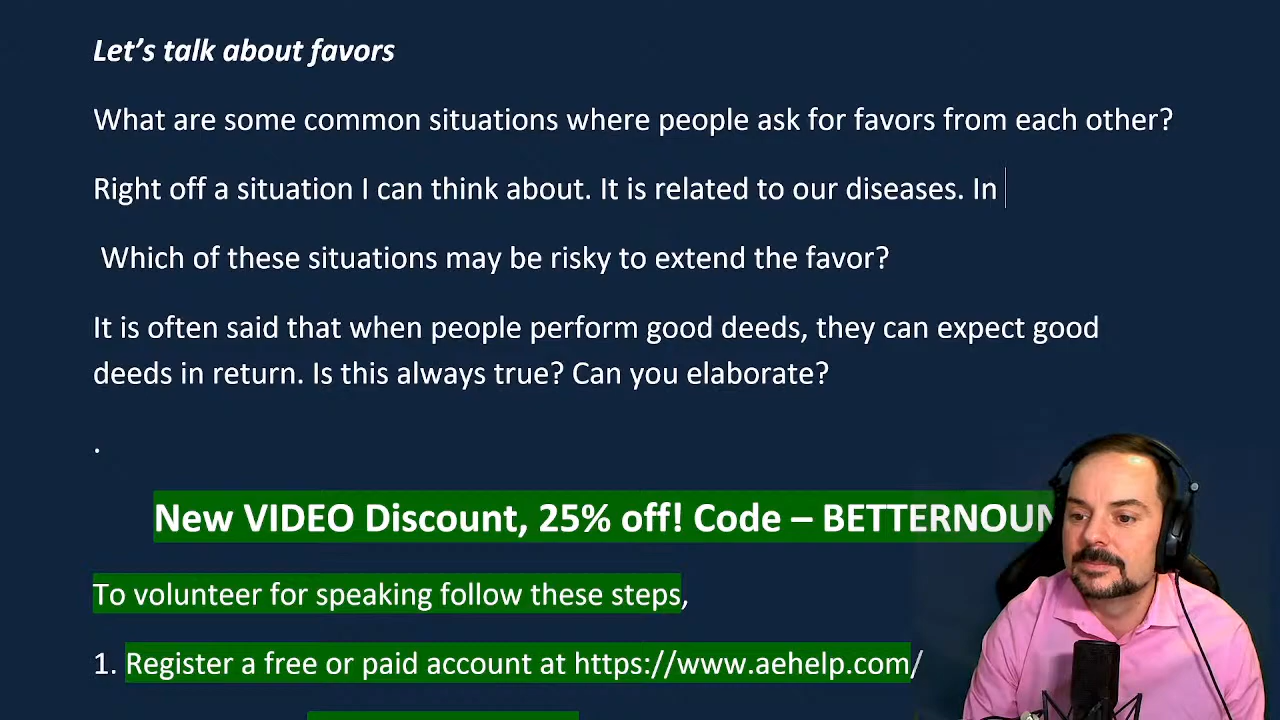 Let's talk about favors
What are some common situations where people ask for favors from each other?
Right off a situation I can think about. It is related to our diseases. In
Which of these situations may be risky to extend the favor?
It is often said that when people perform good deeds, they can expect good
deeds in return. Is this always true? Can you elaborate?
.
New VIDEO Discount, 25% off! Code – BETTERNOUN
To volunteer for speaking follow these steps,
1. Register a free or paid account at https://www.aehelp.com/